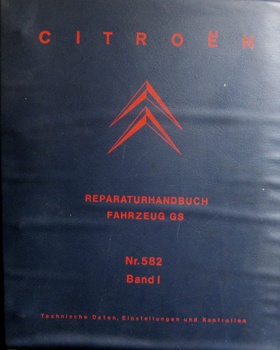 CITROËN
REPARATURHANDBUCH
FAHRZEUG GS
Nr. 582
Band I
Technische Daten, Einstellungen und Kontrollen